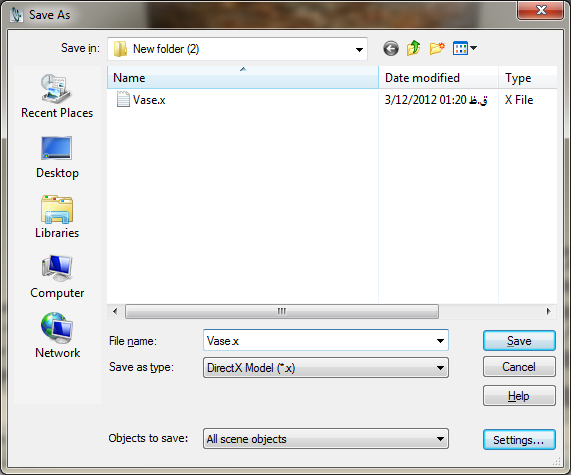 Save As
Save in:
New folder (2)
Name
Date modified
Type
Vase.x
3/12/2012 01:20 ق.ظ
X File
Recent Places
Desktop
Libraries
Computer
Network
File name:
Vase.x
Save
Save as type:
DirectX Model (*.x)
Cancel
Help
Objects to save:
All scene objects
Settings...